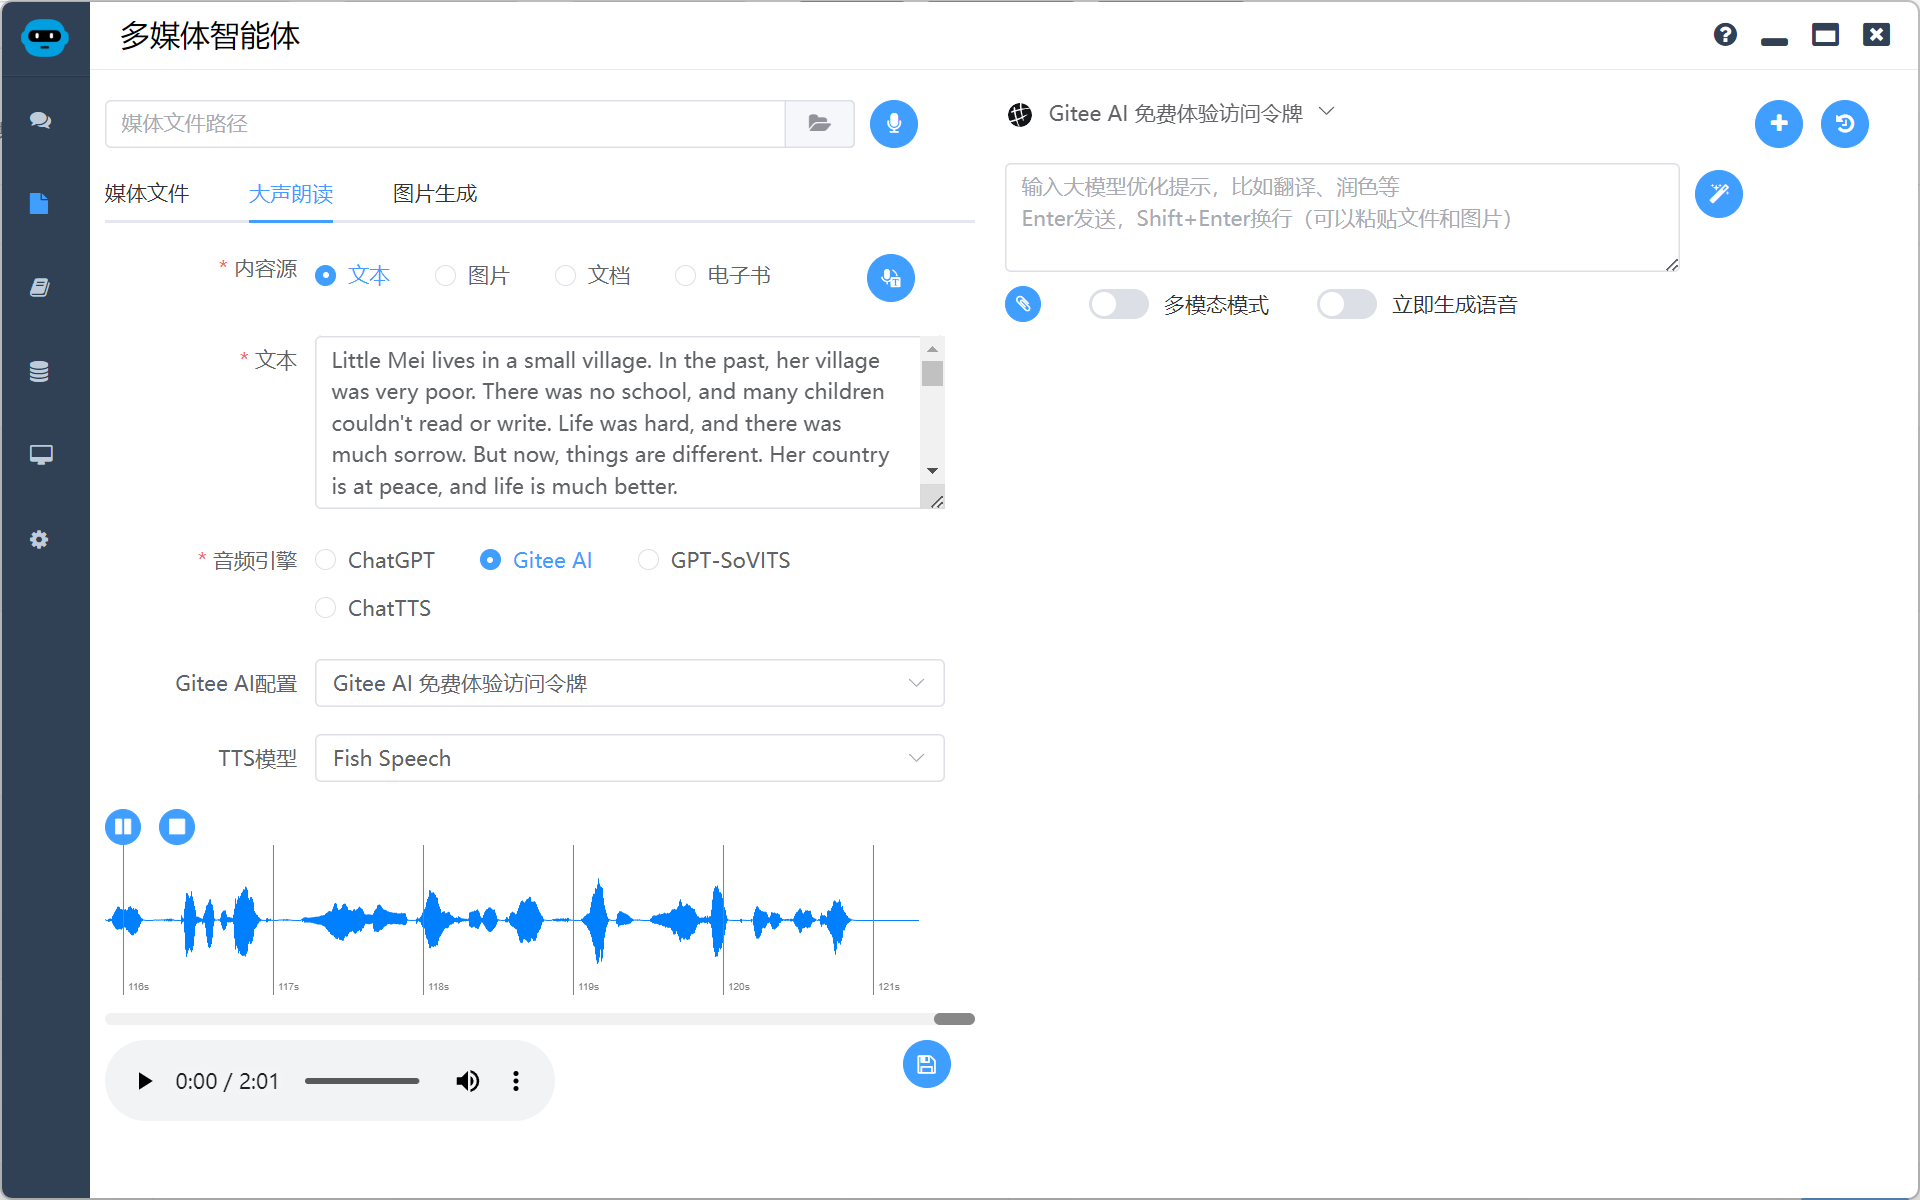 多媒体智能体
媒体文件路径
媒体文件
大声朗读
图片生成
* 内容源
文本
图片
文档
电子书
* 文本
Little Mei lives in a small village. In the past, her village
was very poor. There was no school, and many children
couldn't read or write. Life was hard, and there was
much sorrow. But now, things are different. Her country
is at peace, and life is much better.
* 音频引擎
ChatGPT
Gitee AI
GPT-SoVITS
ChatTTS
Gitee AI配置
Gitee AI 免费体验访问令牌
TTS模型
Fish Speech
116s
117s
118s
119s
120s
121s
0:00 / 2:01
Gitee AI 免费体验访问令牌
输入大模型优化提示，比如翻译、润色等
Enter发送，Shift+Enter换行（可以粘贴文件和图片）
多模态模式
立即生成语音